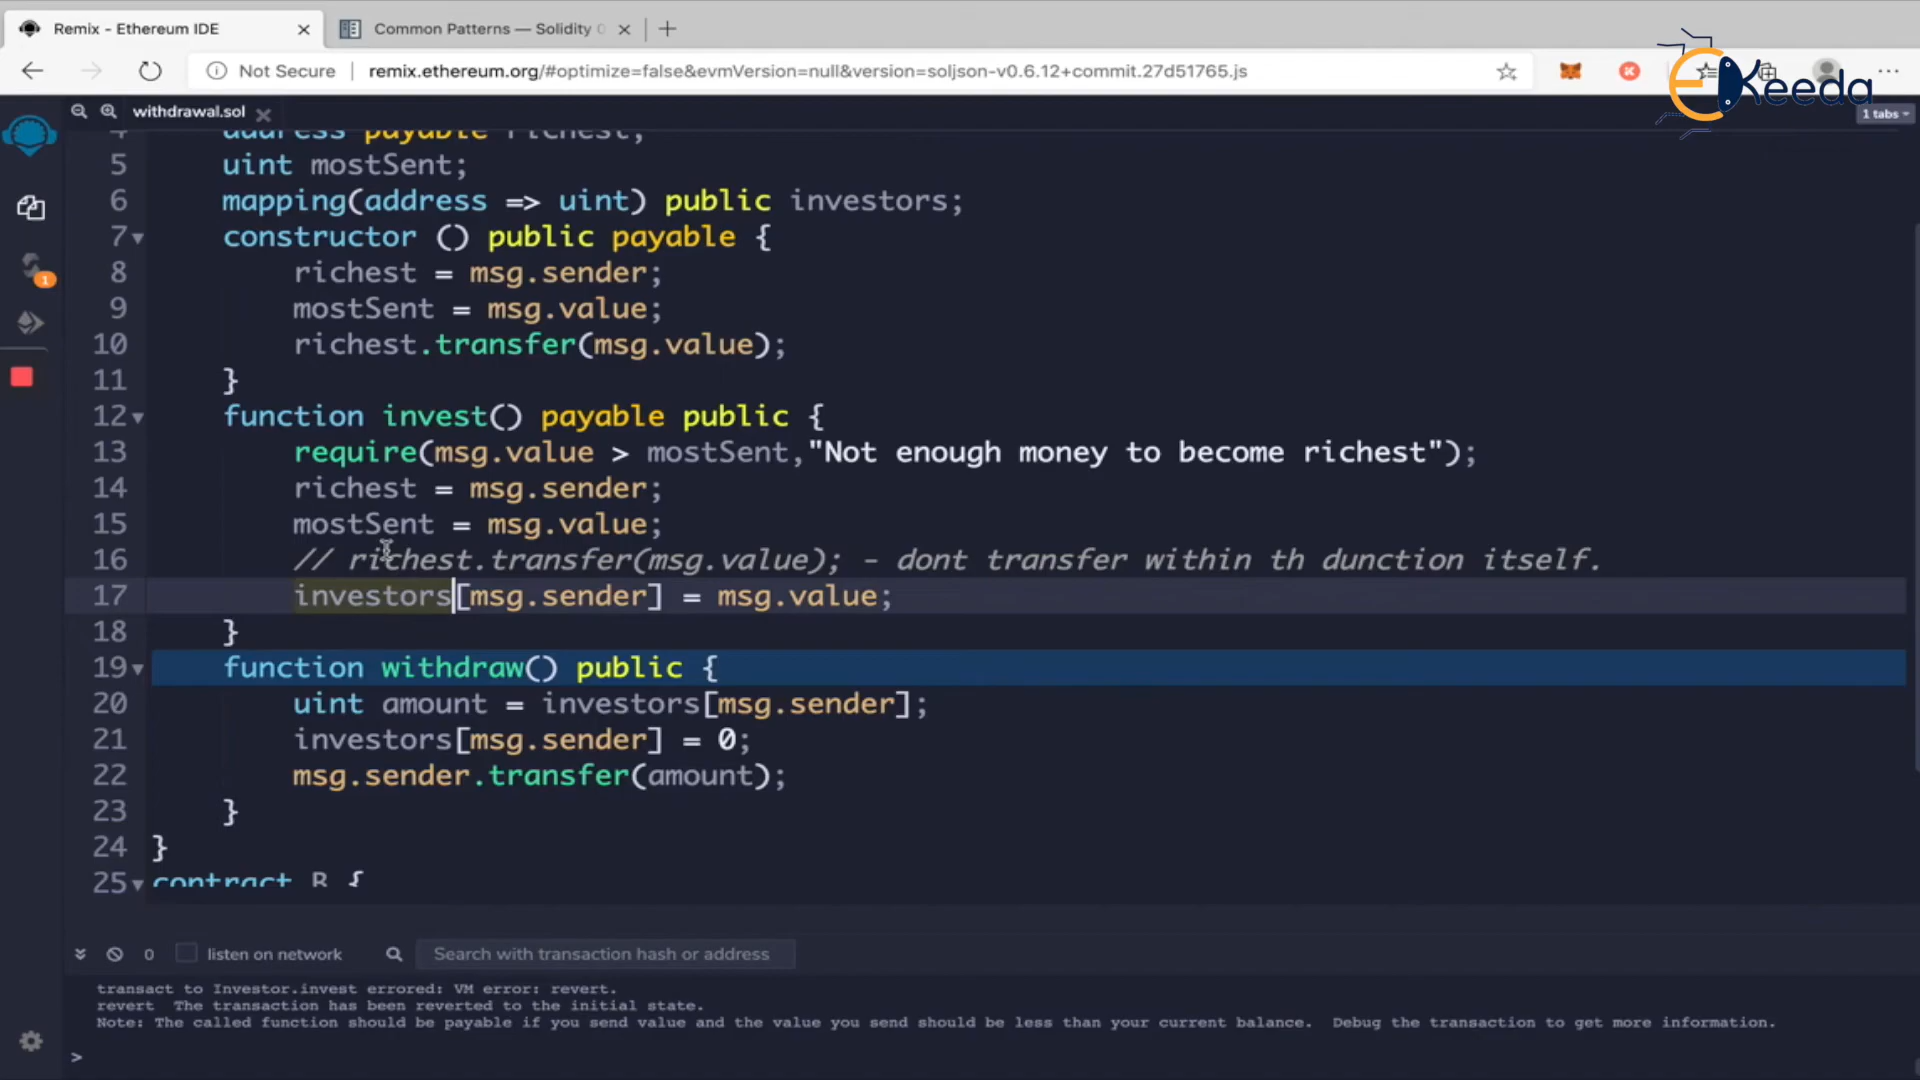 Remix - Ethereum IDE
Common Patterns — Solidity
Not Secure
remix.ethereum.org/#optimize=false&evmVersion=null&version=soljson-v0.6.12+commit.27d51765.js
EKeeda
withdrawal.sol
1 tabs
4 address payable richest;
5 uint mostSent;
6 mapping(address => uint) public investors;
7 constructor () public payable {
8 richest = msg.sender;
9 mostSent = msg.value;
10 richest.transfer(msg.value);
11 }
12 function invest() payable public {
13 require(msg.value > mostSent,"Not enough money to become richest");
14 richest = msg.sender;
15 mostSent = msg.value;
16 // richest.transfer(msg.value); - dont transfer within th dunction itself.
17 investors[msg.sender] = msg.value;
18 }
19 function withdraw() public {
20 uint amount = investors[msg.sender];
21 investors[msg.sender] = 0;
22 msg.sender.transfer(amount);
23 }
24 }
25 contract B {
1
0 listen on network Search with transaction hash or address
transact to Investor.invest errored: VM error: revert.
revert The transaction has been reverted to the initial state.
Note: The called function should be payable if you send value and the value you send should be less than your current balance. Debug the transaction to get more information.
>